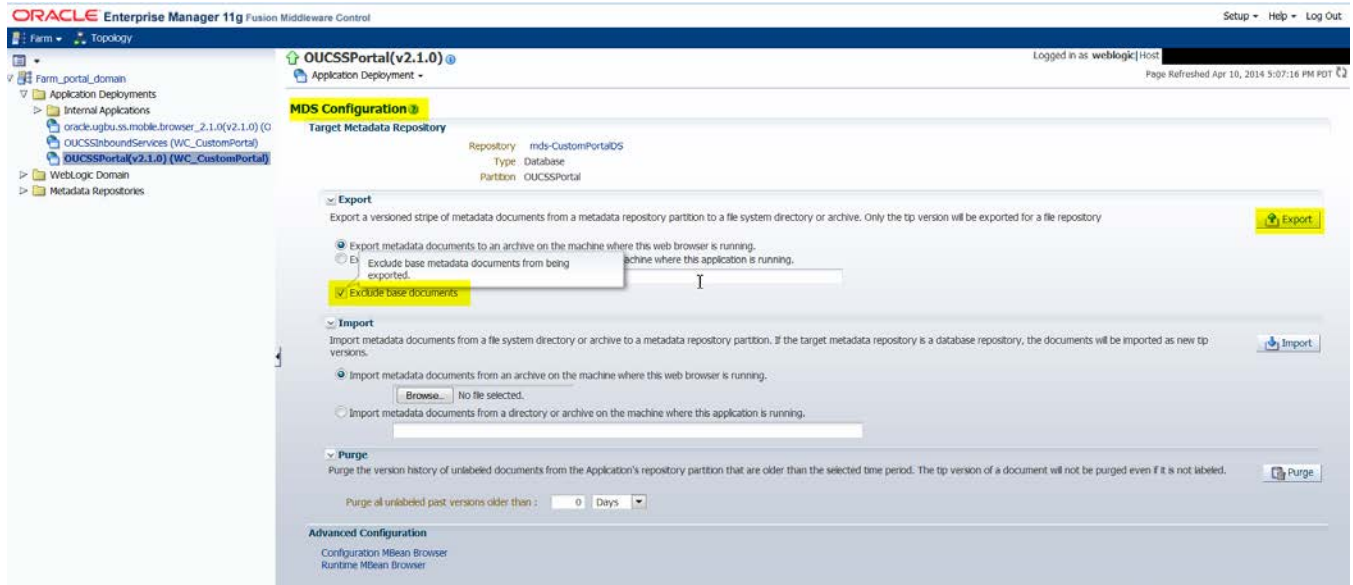 ORACLE Enterprise Manager 11g Fusion Middleware Control
Setup Help Log Out
Farm Topology
OUCSSPortal(v2.1.0)
Logged in as weblogic|Host
Application Deployment
Page Refreshed Apr 10, 2014 5:07:16 PM PDT
Farm_portal_domain
Application Deployments
Internal Applications
oracle.ugbu.ss.mobile.browser_2.1.0(v2.1.0) (O
OUCSSInboundServices (WC_CustomPortal)
OUCSSPortal(v2.1.0) (WC_CustomPortal)
WebLogic Domain
Metadata Repositories
MDS Configuration
Target Metadata Repository
Repository mds-CustomPortalDS
Type Database
Partition OUCSSPortal
Export
Export a versioned stripe of metadata documents from a metadata repository partition to a file system directory or archive. Only the tip version will be exported for a file repository
Export
Export metadata documents to an archive on the machine where this web browser is running.
Ex
achine where this application is running.
Exclude base metadata documents from being
exported.
Exclude base documents
Import
Import metadata documents from a file system directory or archive to a metadata repository partition. If the target metadata repository is a database repository, the documents will be imported as new tip
versions.
Import
Import metadata documents from an archive on the machine where this web browser is running.
Browse... No file selected.
Import metadata documents from a directory or archive on the machine where this application is running.
Purge
Purge the version history of unlabeled documents from the Application's repository partition that are older than the selected time period. The tip version of a document will not be purged even if it is not labeled.
Purge
Purge all unlabeled past versions older than : 0 Days
Advanced Configuration
Configuration MBean Browser
Runtime MBean Browser